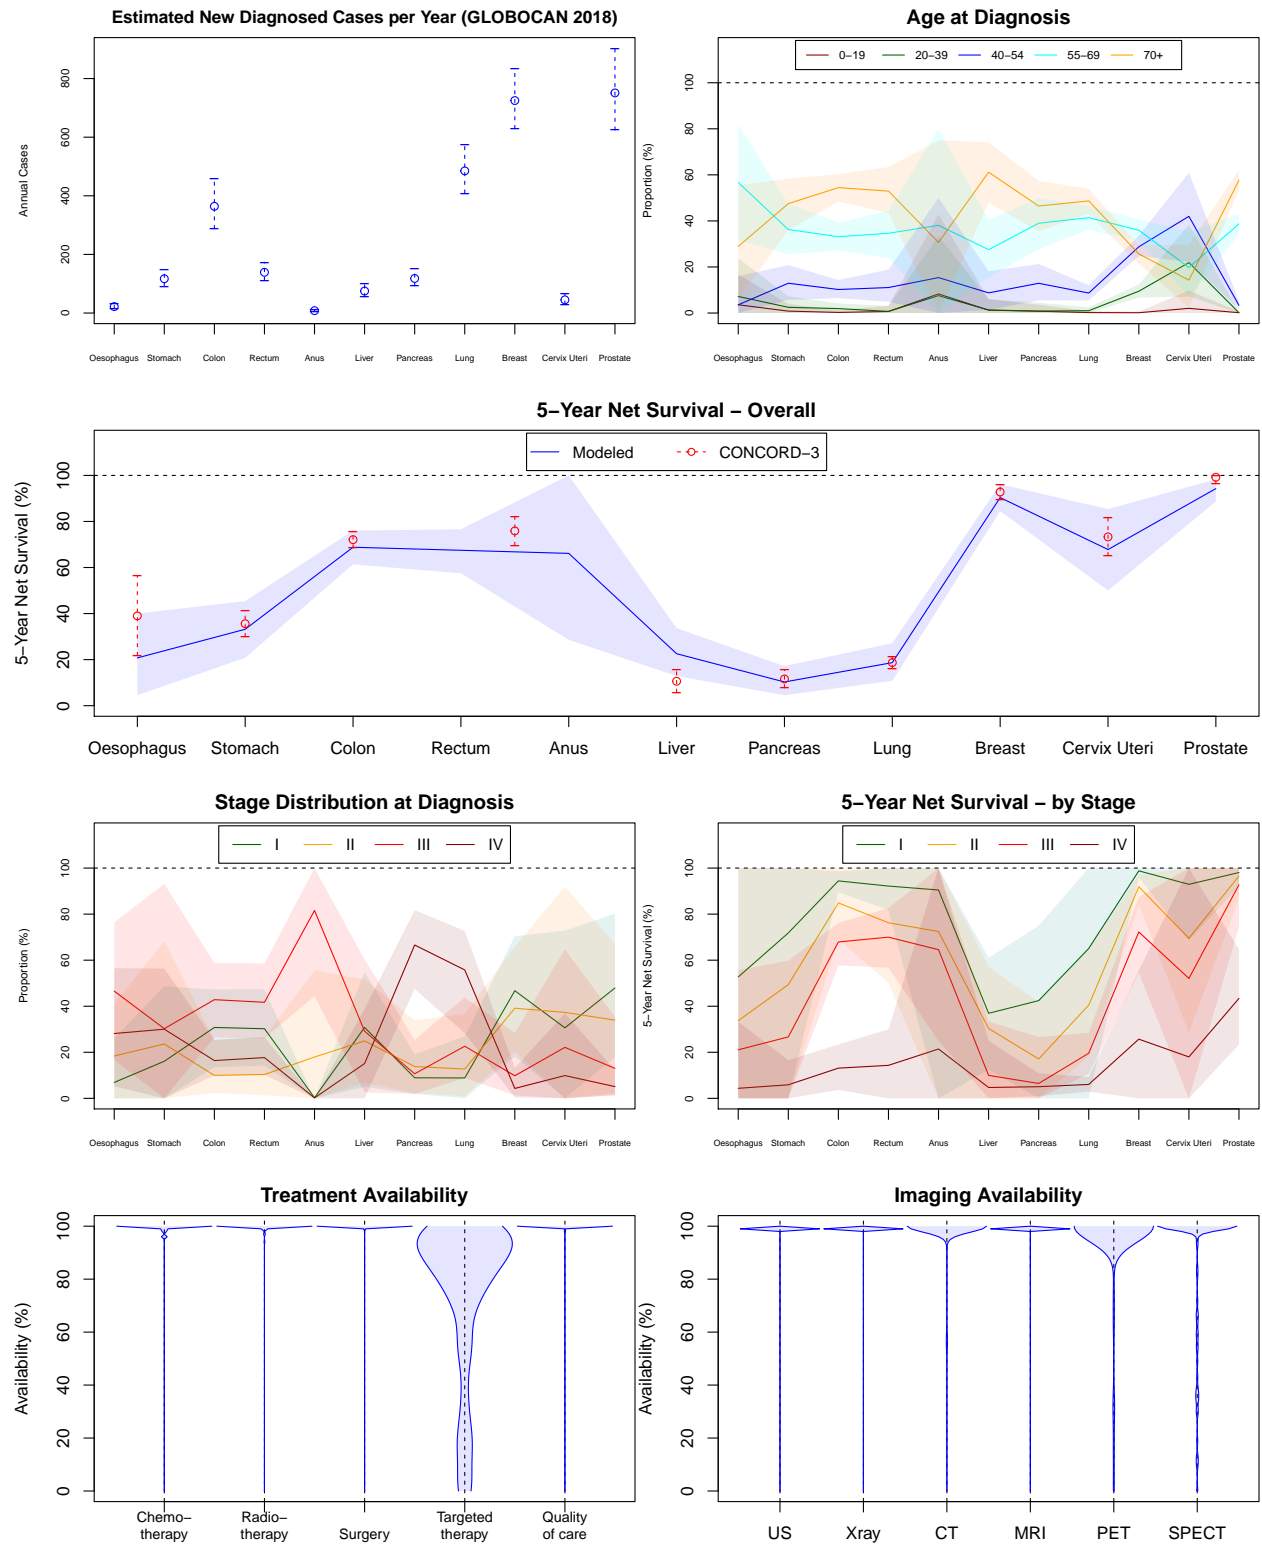 Estimated New Diagnosed Cases per Year (GLOBOCAN 2018)
Annual Cases
0 200 400 600 800
Oesophagus Stomach Colon Rectum Anus Liver Pancreas Lung Breast Cervix Uteri Prostate
Age at Diagnosis
0−19 20−39 40−54 55−69 70+
Proportion (%)
0 20 40 60 80 100
Oesophagus Stomach Colon Rectum Anus Liver Pancreas Lung Breast Cervix Uteri Prostate
5−Year Net Survival − Overall
Modeled CONCORD−3
5−Year Net Survival (%)
0 20 40 60 80 100
Oesophagus Stomach Colon Rectum Anus Liver Pancreas Lung Breast Cervix Uteri Prostate
Stage Distribution at Diagnosis
I II III IV
Proportion (%)
0 20 40 60 80 100
Oesophagus Stomach Colon Rectum Anus Liver Pancreas Lung Breast Cervix Uteri Prostate
5−Year Net Survival − by Stage
I II III IV
5−Year Net Survival (%)
0 20 40 60 80 100
Oesophagus Stomach Colon Rectum Anus Liver Pancreas Lung Breast Cervix Uteri Prostate
Treatment Availability
Availability (%)
0 20 40 60 80 100
Chemo− Radio− Targeted Quality
therapy therapy Surgery therapy of care
Imaging Availability
Availability (%)
0 20 40 60 80 100
US Xray CT MRI PET SPECT